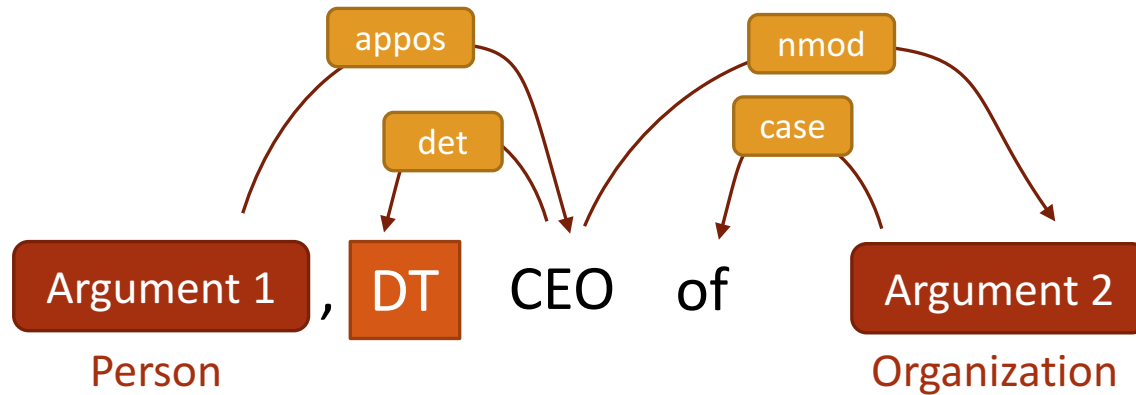 appos nmod
det case
Argument 1 , DT CEO of Argument 2
Person Organization